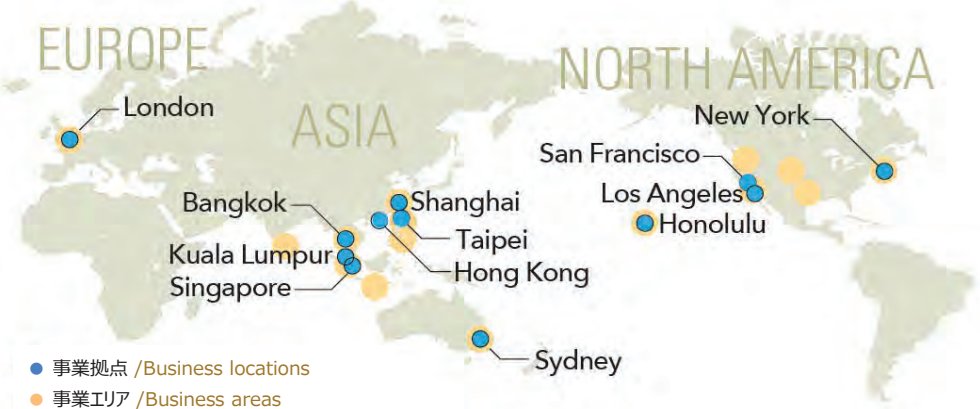 EUROPE
NORTH AMERICA
ASIA
London
New York
San Francisco
Los Angeles
Honolulu
Bangkok
Shanghai
Taipei
Kuala Lumpur
Hong Kong
Singapore
Sydney
事業拠点 /Business locations
事業エリア /Business areas